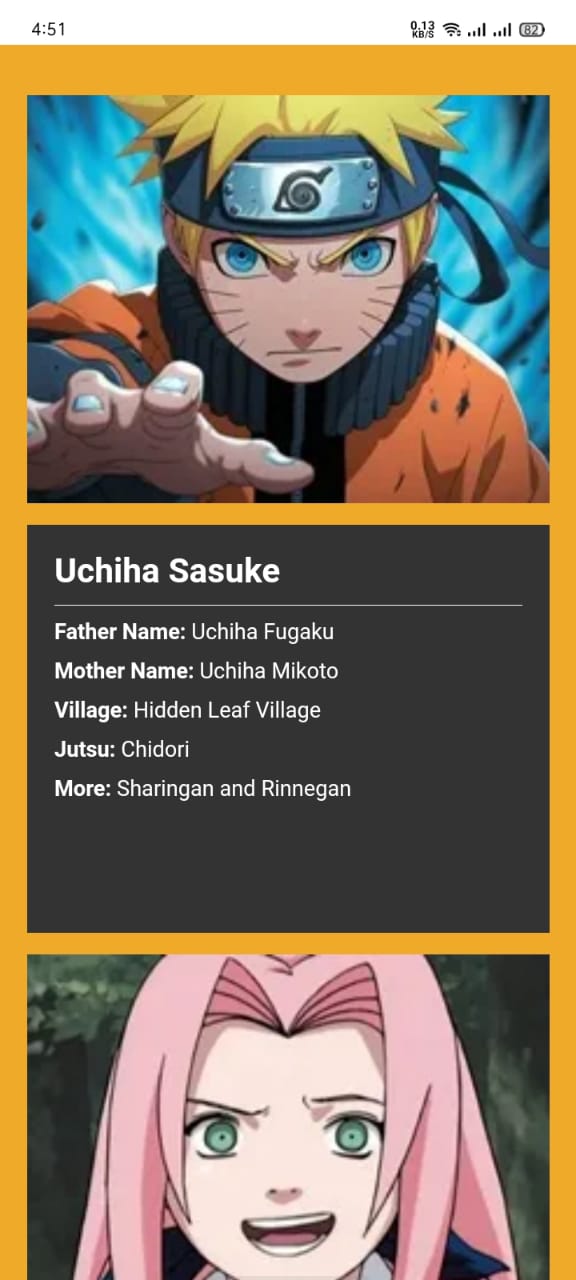 4:51
0.13
KB/S
82
Uchiha Sasuke
Father Name: Uchiha Fugaku
Mother Name: Uchiha Mikoto
Village: Hidden Leaf Village
Jutsu: Chidori
More: Sharingan and Rinnegan